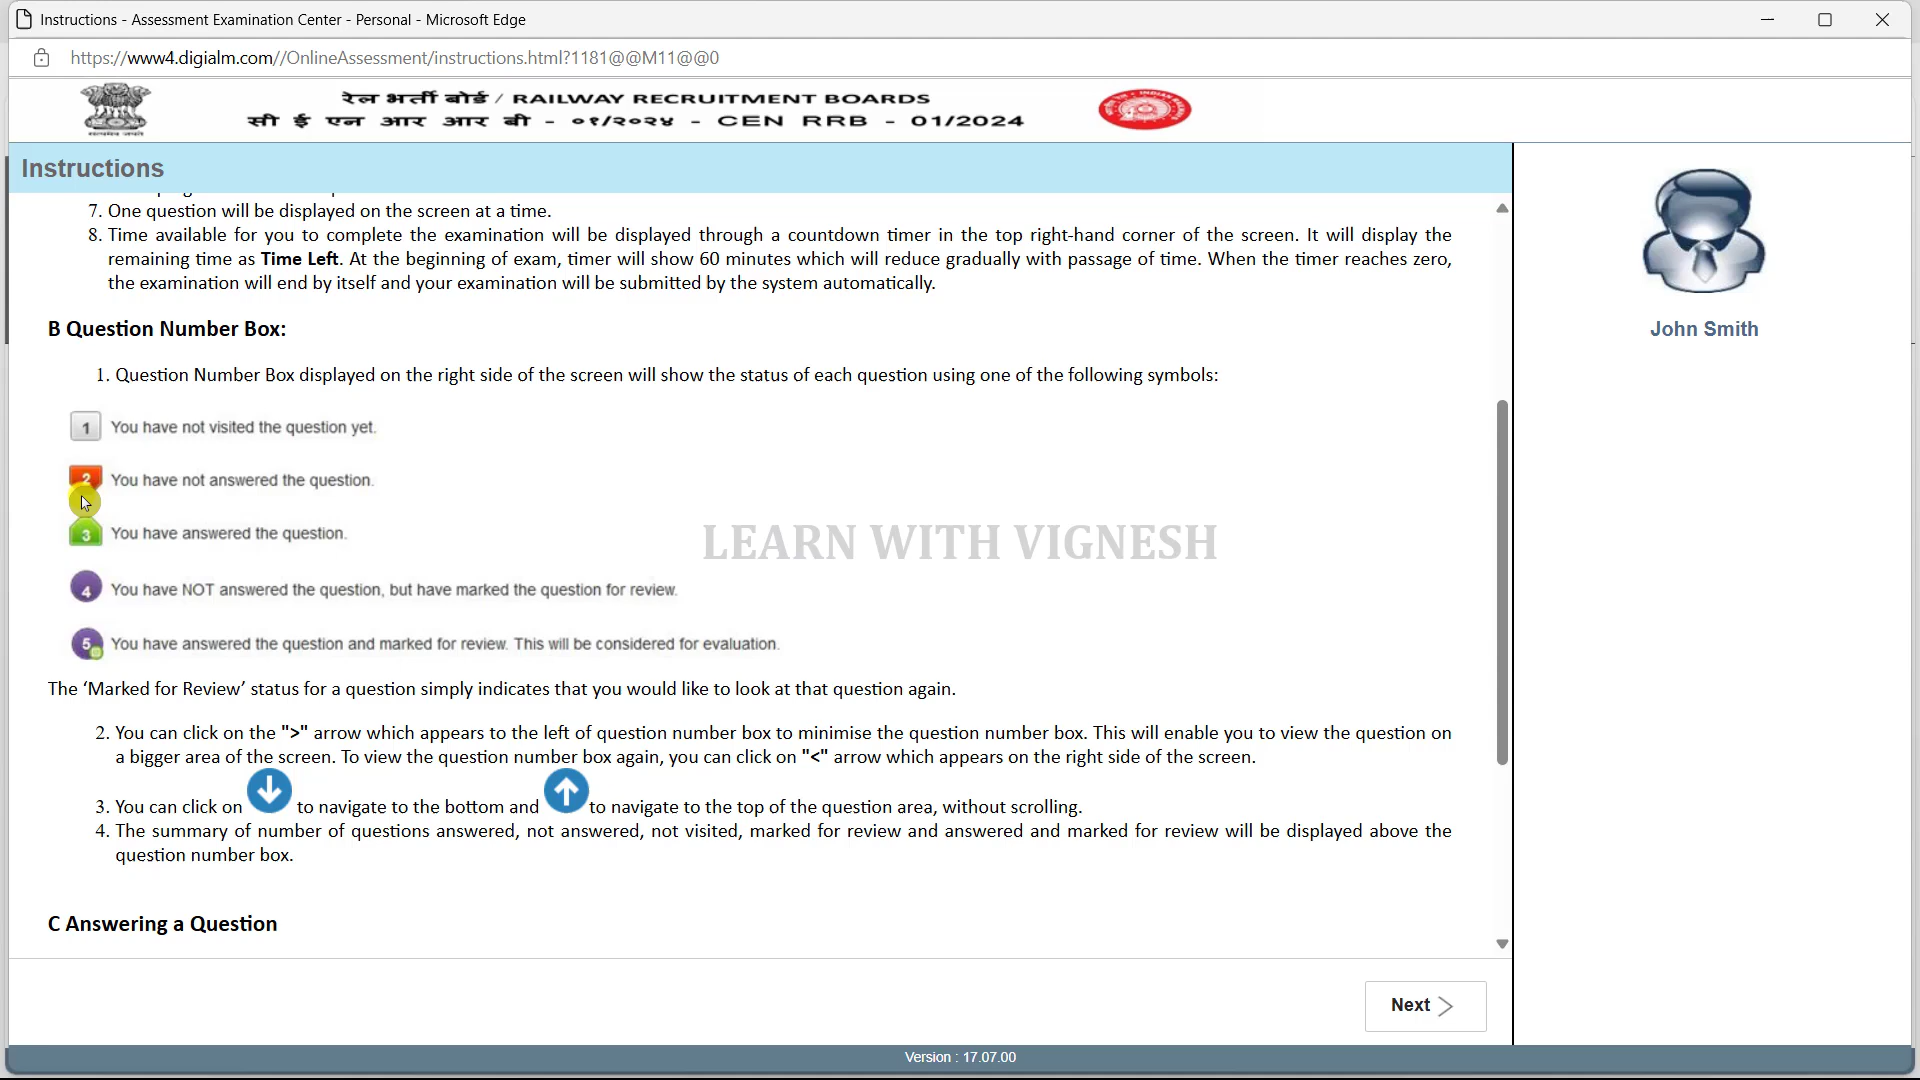 Instructions - Assessment Examination Center - Personal - Microsoft Edge
https://www4.digialm.com//OnlineAssessment/instructions.html?1181@@M11@@0
रेल भर्ती बोर्ड / RAILWAY RECRUITMENT BOARDS
सी ई एन आर आर बी - ०१/२०२४ - CEN RRB - 01/2024
Instructions
7. One question will be displayed on the screen at a time.
8. Time available for you to complete the examination will be displayed through a countdown timer in the top right-hand corner of the screen. It will display the
remaining time as Time Left. At the beginning of exam, timer will show 60 minutes which will reduce gradually with passage of time. When the timer reaches zero,
the examination will end by itself and your examination will be submitted by the system automatically.
John Smith
B Question Number Box:
1. Question Number Box displayed on the right side of the screen will show the status of each question using one of the following symbols:
1 You have not visited the question yet.
2 You have not answered the question.
3 You have answered the question.
LEARN WITH VIGNESH
4 You have NOT answered the question, but have marked the question for review.
5 You have answered the question and marked for review. This will be considered for evaluation.
The ‘Marked for Review’ status for a question simply indicates that you would like to look at that question again.
2. You can click on the ">" arrow which appears to the left of question number box to minimise the question number box. This will enable you to view the question on
a bigger area of the screen. To view the question number box again, you can click on "<" arrow which appears on the right side of the screen.
3. You can click on to navigate to the bottom and to navigate to the top of the question area, without scrolling.
4. The summary of number of questions answered, not answered, not visited, marked for review and answered and marked for review will be displayed above the
question number box.
C Answering a Question
Next
Version : 17.07.00